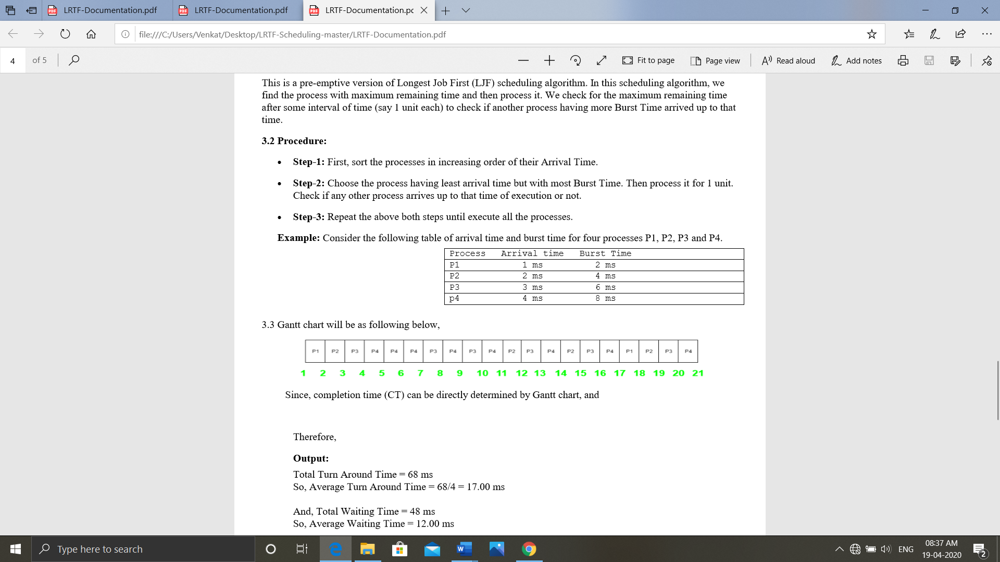 LRTF-Documentation.pdf
LRTF-Documentation.pdf
LRTF-Documentation.pc
file:///C:/Users/Venkat/Desktop/LRTF-Scheduling-master/LRTF-Documentation.pdf
4 of 5
Fit to page
Page view
Read aloud
Add notes
This is a pre-emptive version of Longest Job First (LJF) scheduling algorithm. In this scheduling algorithm, we
find the process with maximum remaining time and then process it. We check for the maximum remaining time
after some interval of time (say 1 unit each) to check if another process having more Burst Time arrived up to that
time.
3.2 Procedure:
• Step-1: First, sort the processes in increasing order of their Arrival Time.
• Step-2: Choose the process having least arrival time but with most Burst Time. Then process it for 1 unit.
Check if any other process arrives up to that time of execution or not.
• Step-3: Repeat the above both steps until execute all the processes.
Example: Consider the following table of arrival time and burst time for four processes P1, P2, P3 and P4.
Process Arrival time Burst Time
P1 1 ms 2 ms
P2 2 ms 4 ms
P3 3 ms 6 ms
p4 4 ms 8 ms
3.3 Gantt chart will be as following below,
P1 P2 P3 P4 P4 P4 P3 P4 P3 P4 P2 P3 P4 P2 P3 P4 P1 P2 P3 P4
1 2 3 4 5 6 7 8 9 10 11 12 13 14 15 16 17 18 19 20 21
Since, completion time (CT) can be directly determined by Gantt chart, and
Therefore,
Output:
Total Turn Around Time = 68 ms
So, Average Turn Around Time = 68/4 = 17.00 ms
And, Total Waiting Time = 48 ms
So, Average Waiting Time = 12.00 ms
Type here to search
ENG
08:37 AM
19-04-2020
2